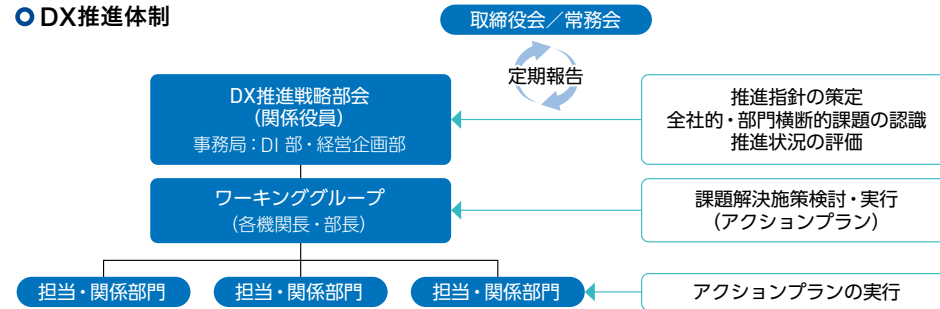 DX推進体制
取締役会／常務会
定期報告
DX推進戦略部会
(関係役員)
事務局：DI 部・経営企画部
推進指針の策定
全社的・部門横断的課題の認識
推進状況の評価
ワーキンググループ
(各機関長・部長)
課題解決施策検討・実行
(アクションプラン)
担当・関係部門
担当・関係部門
担当・関係部門
アクションプランの実行